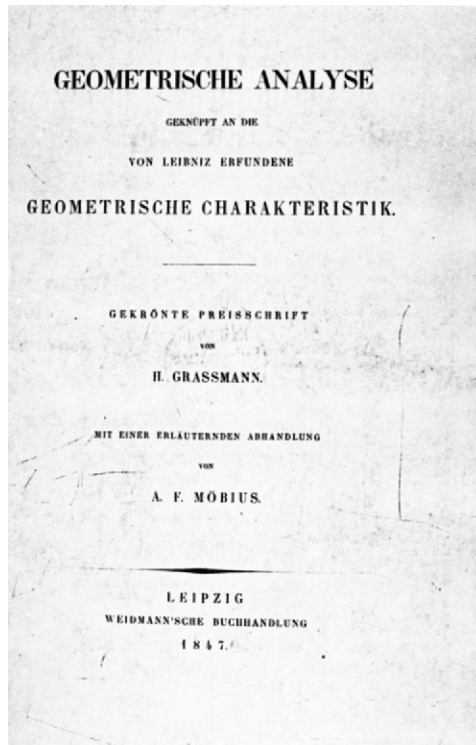 GEOMETRISCHE ANALYSE
GEKNÜPFT AN DIE
VON LEIBNIZ ERFUNDENE
GEOMETRISCHE CHARAKTERISTIK.
GEKRÖNTE PREISSCHRIFT
VON
H. GRASSMANN.
MIT EINER ERLÄUTERNDEN ABHANDLUNG
VON
A. F. MÖBIUS.
LEIPZIG
WEIDMANN'SCHE BUCHHANDLUNG
1847.